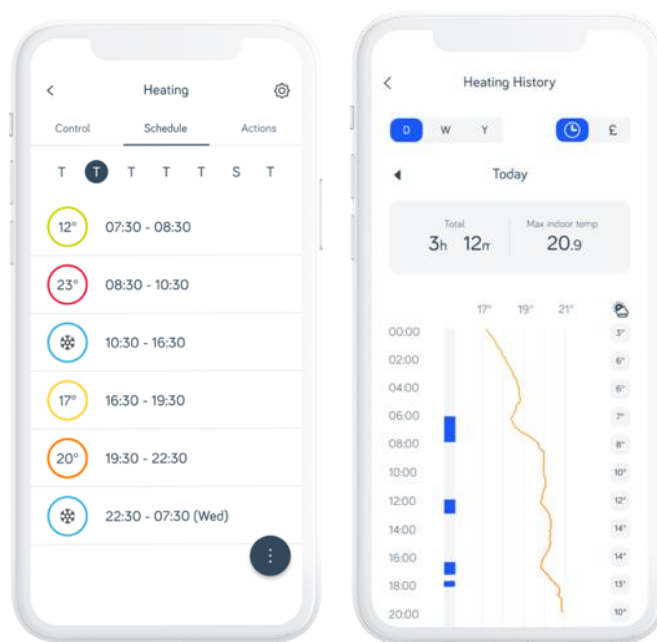 Heating
Control Schedule Actions
T T T T T S T
12° 07:30 - 08:30
23° 08:30 - 10:30
10:30 - 16:30
17° 16:30 - 19:30
20° 19:30 - 22:30
22:30 - 07:30 (Wed)
Heating History
D W Y £
Today
Total Max indoor temp
3h 12m 20.9
17° 19° 21°
00:00 3°
02:00 6°
04:00 6°
06:00 7°
08:00 8°
10:00 10°
12:00 12°
14:00 14°
16:00 14°
18:00 13°
20:00 10°